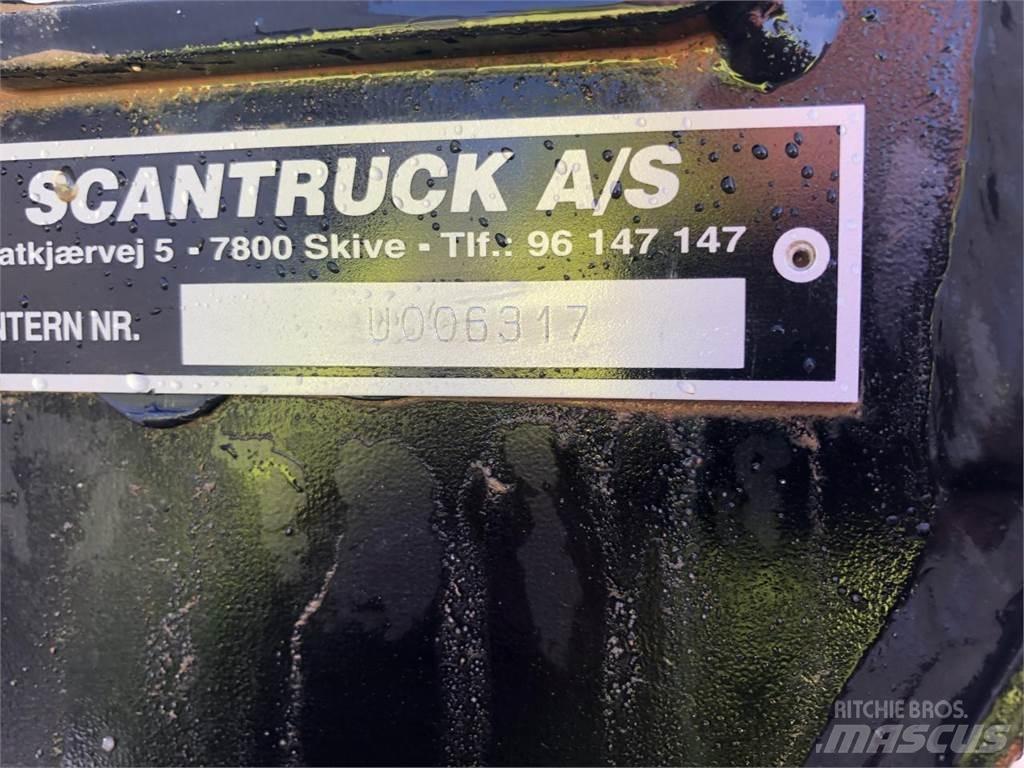 SCANTRUCK A/S
atkjærvej 5 - 7800 Skive - Tlf.: 96 147 147
NTERN NR. U006317
RITCHIE BROS.
MASCUS